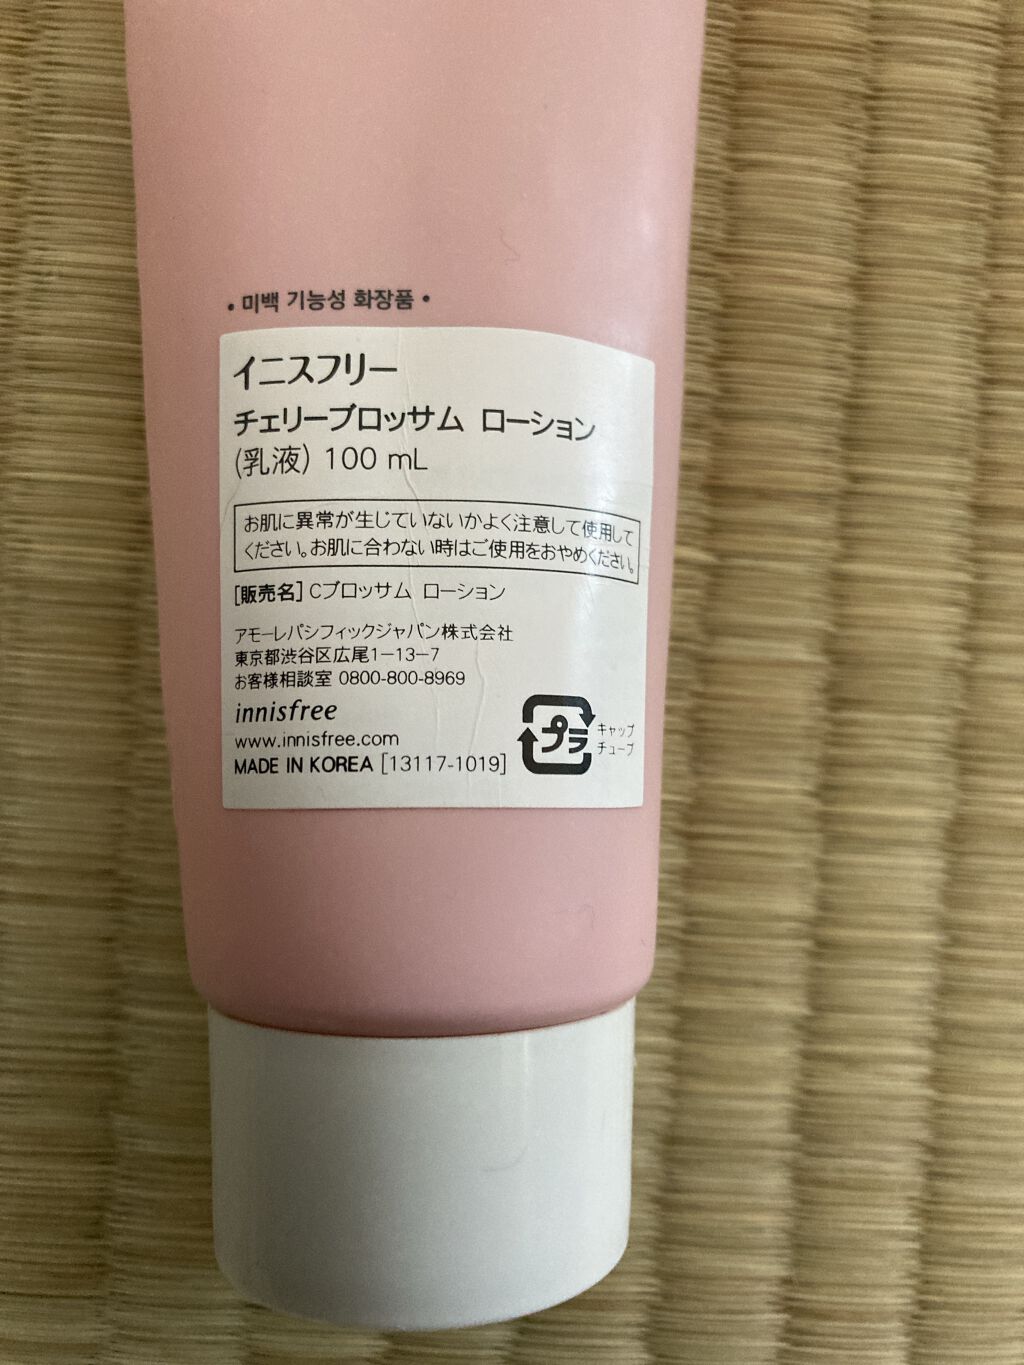 • 미백 기능성 화장품 •
イニスフリー
チェリーブロッサム ローション
(乳液) 100 mL
お肌に異常が生じていないかよく注意して使用して
ください。お肌に合わない時はご使用をおやめください。
[販売名] Cブロッサム ローション
アモーレパシフィックジャパン株式会社
東京都渋谷区広尾1-13-7
お客様相談室 0800-800-8969
innisfree
www.innisfree.com
MADE IN KOREA [13117-1019]
プラ
キャップ
チューブ